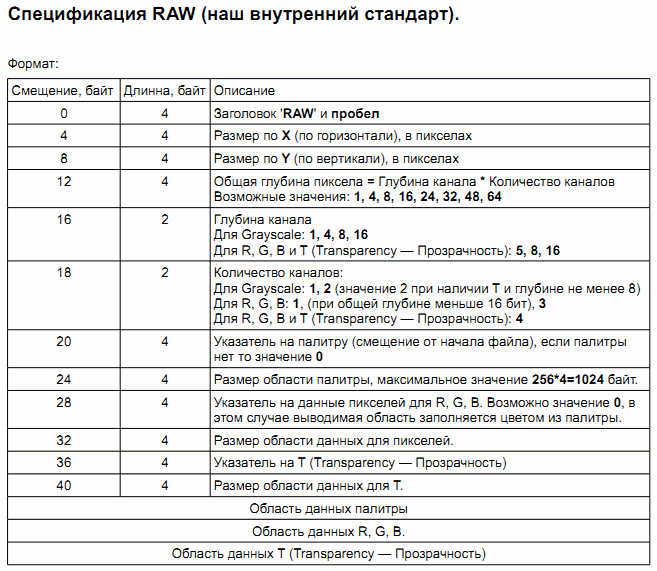 Спецификация RAW (наш внутренний стандарт).
Формат:
Смещение, байт Длинна, байт Описание
0 4 Заголовок 'RAW' и пробел
4 4 Размер по X (по горизонтали), в пикселах
8 4 Размер по Y (по вертикали), в пикселах
12 4 Общая глубина пиксела = Глубина канала * Количество каналов
Возможные значения: 1, 4, 8, 16, 24, 32, 48, 64
16 2 Глубина канала
Для Grayscale: 1, 4, 8, 16
Для R, G, B и T (Transparency — Прозрачность): 5, 8, 16
18 2 Количество каналов:
Для Grayscale: 1, 2 (значение 2 при наличии T и глубине не менее 8)
Для R, G, B: 1, (при общей глубине меньше 16 бит), 3
Для R, G, B и T (Transparency — Прозрачность): 4
20 4 Указатель на палитру (смещение от начала файла), если палитры
нет то значение 0
24 4 Размер области палитры, максимальное значение 256*4=1024 байт.
28 4 Указатель на данные пикселей для R, G, B. Возможно значение 0, в
этом случае выводимая область заполняется цветом из палитры.
32 4 Размер области данных для пикселей.
36 4 Указатель на T (Transparency — Прозрачность)
40 4 Размер области данных для T.
Область данных палитры
Область данных R, G, B.
Область данных T (Transparency — Прозрачность)